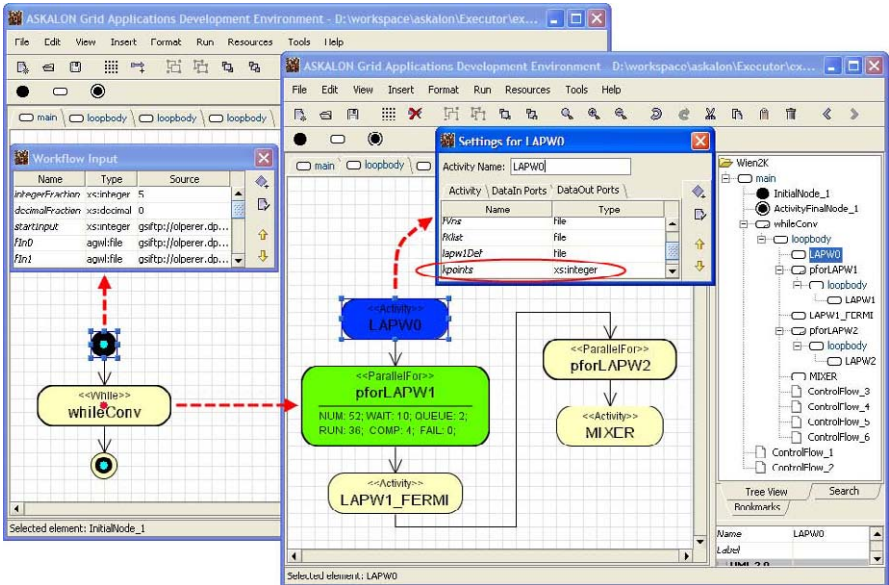 ASKALON Grid Applications Development Environment - D:\workspace\askalon\Executor\ex...
File Edit View Insert Format Run Resources Tools Help
main loopbody loopbody loopbody
Workflow Input
Name Type Source
integerFraction xs:integer 5
decimalFraction xs:decimal 0
startinput xs:integer gsiftp://olperer.dp...
fIn0 agwl:file gsiftp://olperer.dp...
fIn1 agwl:file gsiftp://olperer.dp...
<<While>>
whileConv
Selected element: InitialNode_1
ASKALON Grid Applications Development Environment - D:\workspace\askalon\Executor\ex...
File Edit View Insert Format Run Resources Tools Help
main loopbody
Settings for LAPW0
Activity Name: LAPW0
Activity DataIn Ports DataOut Ports
Name Type
fVns file
fKlist file
lapw1Def file
kpoints xs:integer
<<Activity>>
LAPW0
<<ParallelFor>>
pforLAPW1
NUM: 52; WAIT: 10; QUEUE: 2;
RUN: 36; COMP: 4; FAIL: 0;
<<Activity>>
LAPW1_FERMI
<<ParallelFor>>
pforLAPW2
<<Activity>>
MIXER
Wien2K
main
InitialNode_1
ActivityFinalNode_1
whileConv
loopbody
LAPW0
pforLAPW1
loopbody
LAPW1
LAPW1_FERMI
pforLAPW2
loopbody
LAPW2
MIXER
ControlFlow_3
ControlFlow_4
ControlFlow_5
ControlFlow_6
ControlFlow_1
ControlFlow_2
Tree View Search
Bookmarks
Name LAPW0
Label
UML 2.0
Selected element: LAPW0